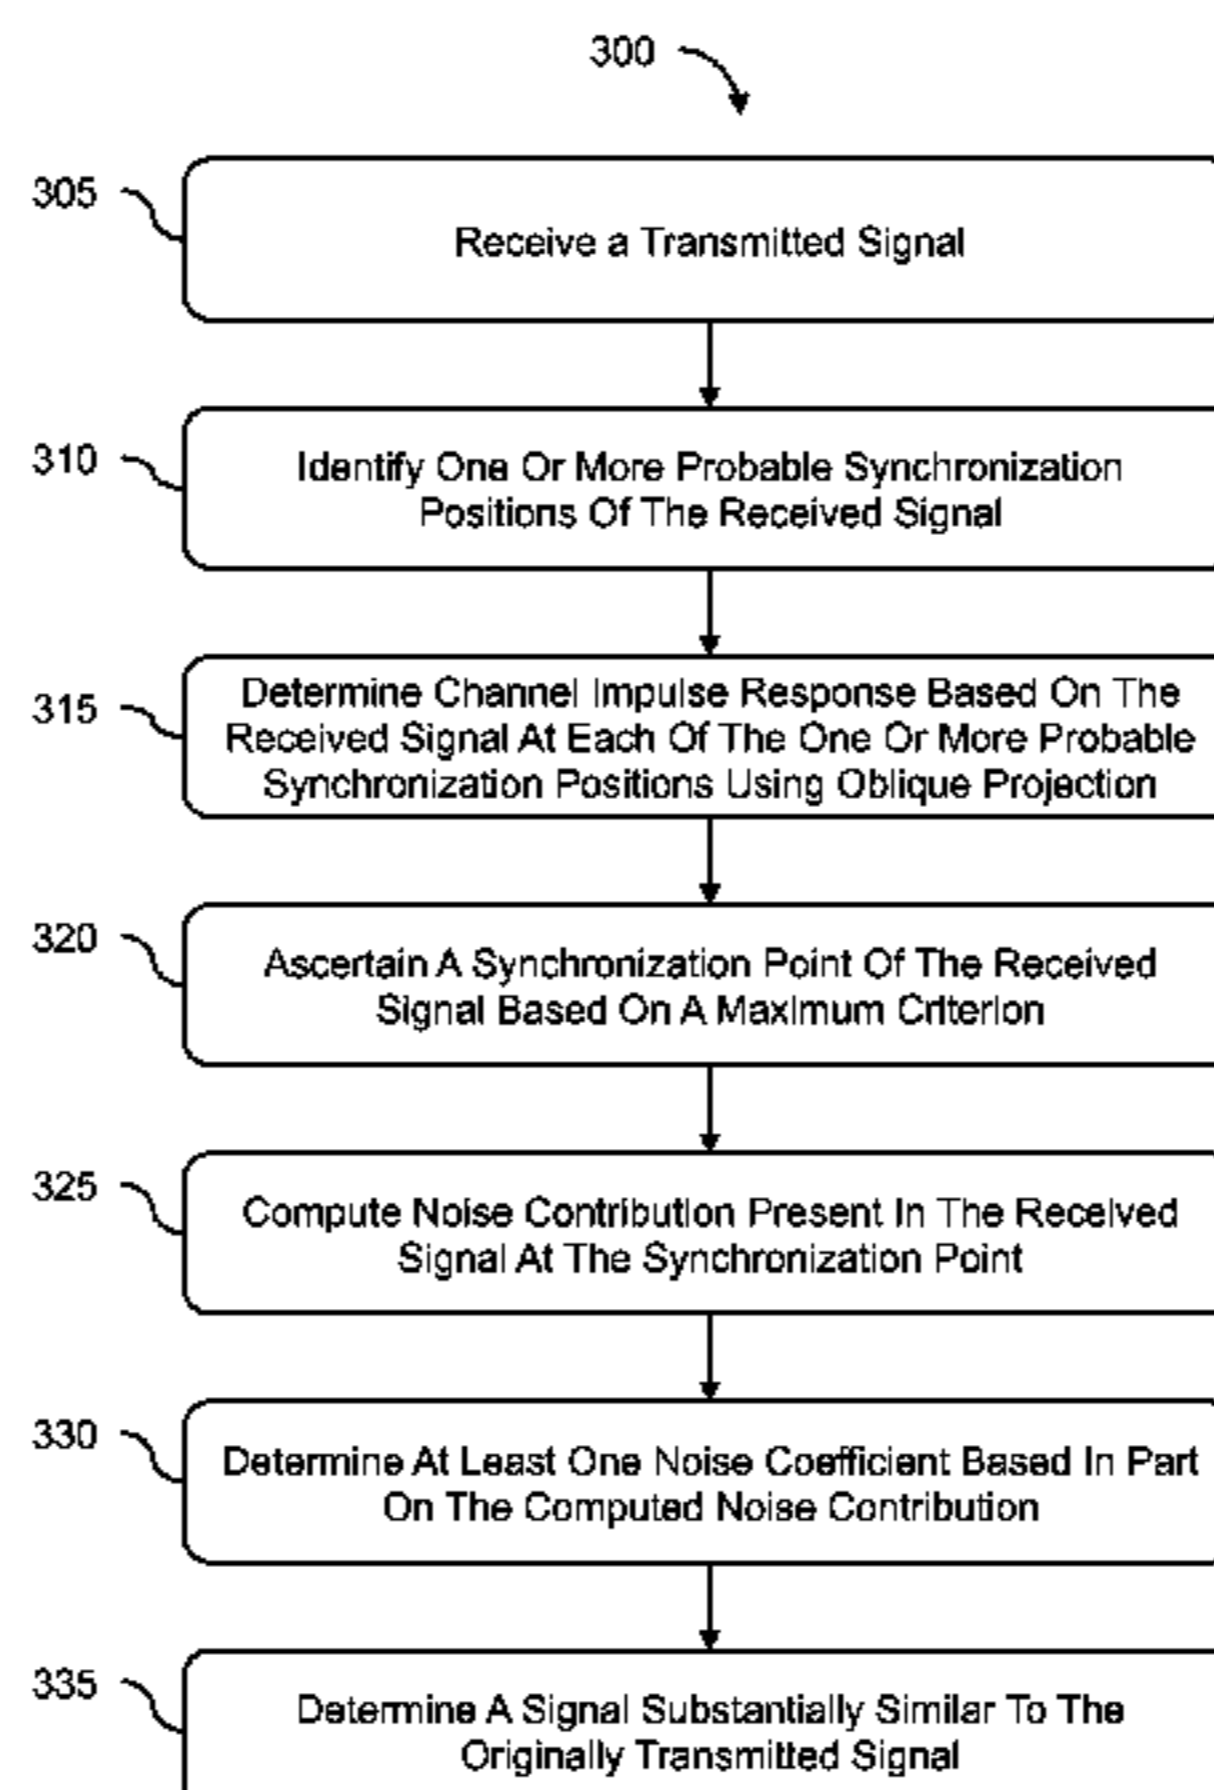 300
305
Receive a Transmitted Signal
310
Identify One Or More Probable Synchronization
Positions Of The Received Signal
315
Determine Channel Impulse Response Based On The
Received Signal At Each Of The One Or More Probable
Synchronization Positions Using Oblique Projection
320
Ascertain A Synchronization Point Of The Received
Signal Based On A Maximum Criterion
325
Compute Noise Contribution Present In The Received
Signal At The Synchronization Point
330
Determine At Least One Noise Coefficient Based In Part
On The Computed Noise Contribution
335
Determine A Signal Substantially Similar To The
Originally Transmitted Signal